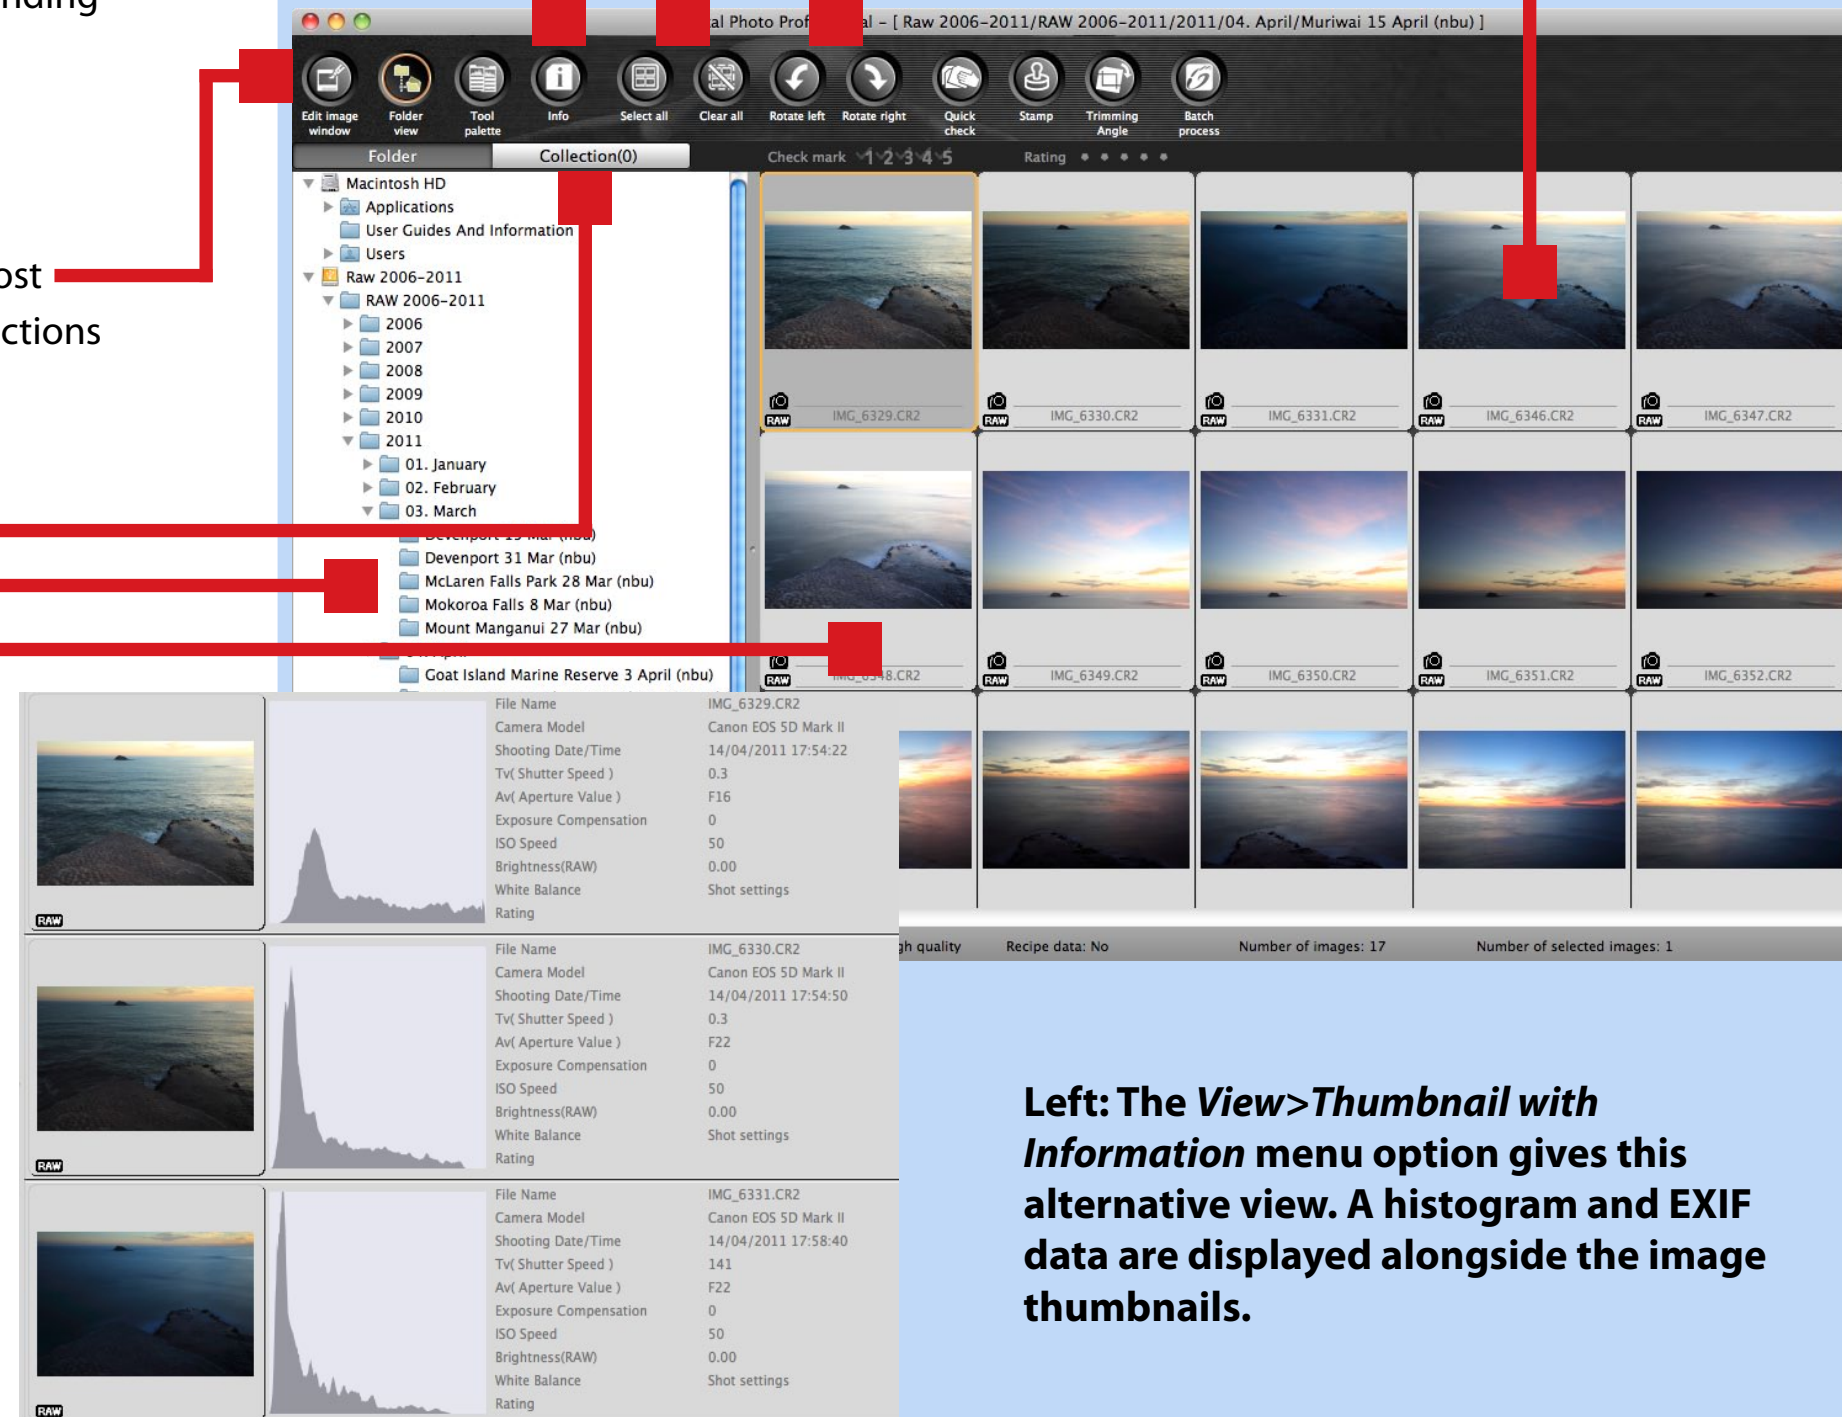 [ Raw 2006-2011/RAW 2006-2011/2011/04. April/Muriwai 15 April (nbu) ]
Edit image window
Folder view
Tool palette
Info
Select all
Clear all
Rotate left
Rotate right
Quick check
Stamp
Trimming Angle
Batch process
Folder
Collection(0)
Check mark 1 2 3 4 5
Rating
Macintosh HD
Applications
User Guides And Information
Users
Raw 2006-2011
RAW 2006-2011
2006
2007
2008
2009
2010
2011
01. January
02. February
03. March
Devenport 31 Mar (nbu)
McLaren Falls Park 28 Mar (nbu)
Mokoroa Falls 8 Mar (nbu)
Mount Manganui 27 Mar (nbu)
Goat Island Marine Reserve 3 April (nbu)
RAW IMG_6329.CR2
RAW IMG_6330.CR2
RAW IMG_6331.CR2
RAW IMG_6346.CR2
RAW IMG_6347.CR2
RAW IMG_6348.CR2
RAW IMG_6349.CR2
RAW IMG_6350.CR2
RAW IMG_6351.CR2
RAW IMG_6352.CR2
File Name IMG_6329.CR2
Camera Model Canon EOS 5D Mark II
Shooting Date/Time 14/04/2011 17:54:22
Tv( Shutter Speed ) 0.3
Av( Aperture Value ) F16
Exposure Compensation 0
ISO Speed 50
Brightness(RAW) 0.00
White Balance Shot settings
Rating
RAW
File Name IMG_6330.CR2
Camera Model Canon EOS 5D Mark II
Shooting Date/Time 14/04/2011 17:54:50
Tv( Shutter Speed ) 0.3
Av( Aperture Value ) F22
Exposure Compensation 0
ISO Speed 50
Brightness(RAW) 0.00
White Balance Shot settings
Rating
RAW
File Name IMG_6331.CR2
Camera Model Canon EOS 5D Mark II
Shooting Date/Time 14/04/2011 17:58:40
Tv( Shutter Speed ) 141
Av( Aperture Value ) F22
Exposure Compensation 0
ISO Speed 50
Brightness(RAW) 0.00
White Balance Shot settings
Rating
RAW
quality Recipe data: No Number of images: 17 Number of selected images: 1
Left: The View>Thumbnail with
Information menu option gives this
alternative view. A histogram and EXIF
data are displayed alongside the image
thumbnails.